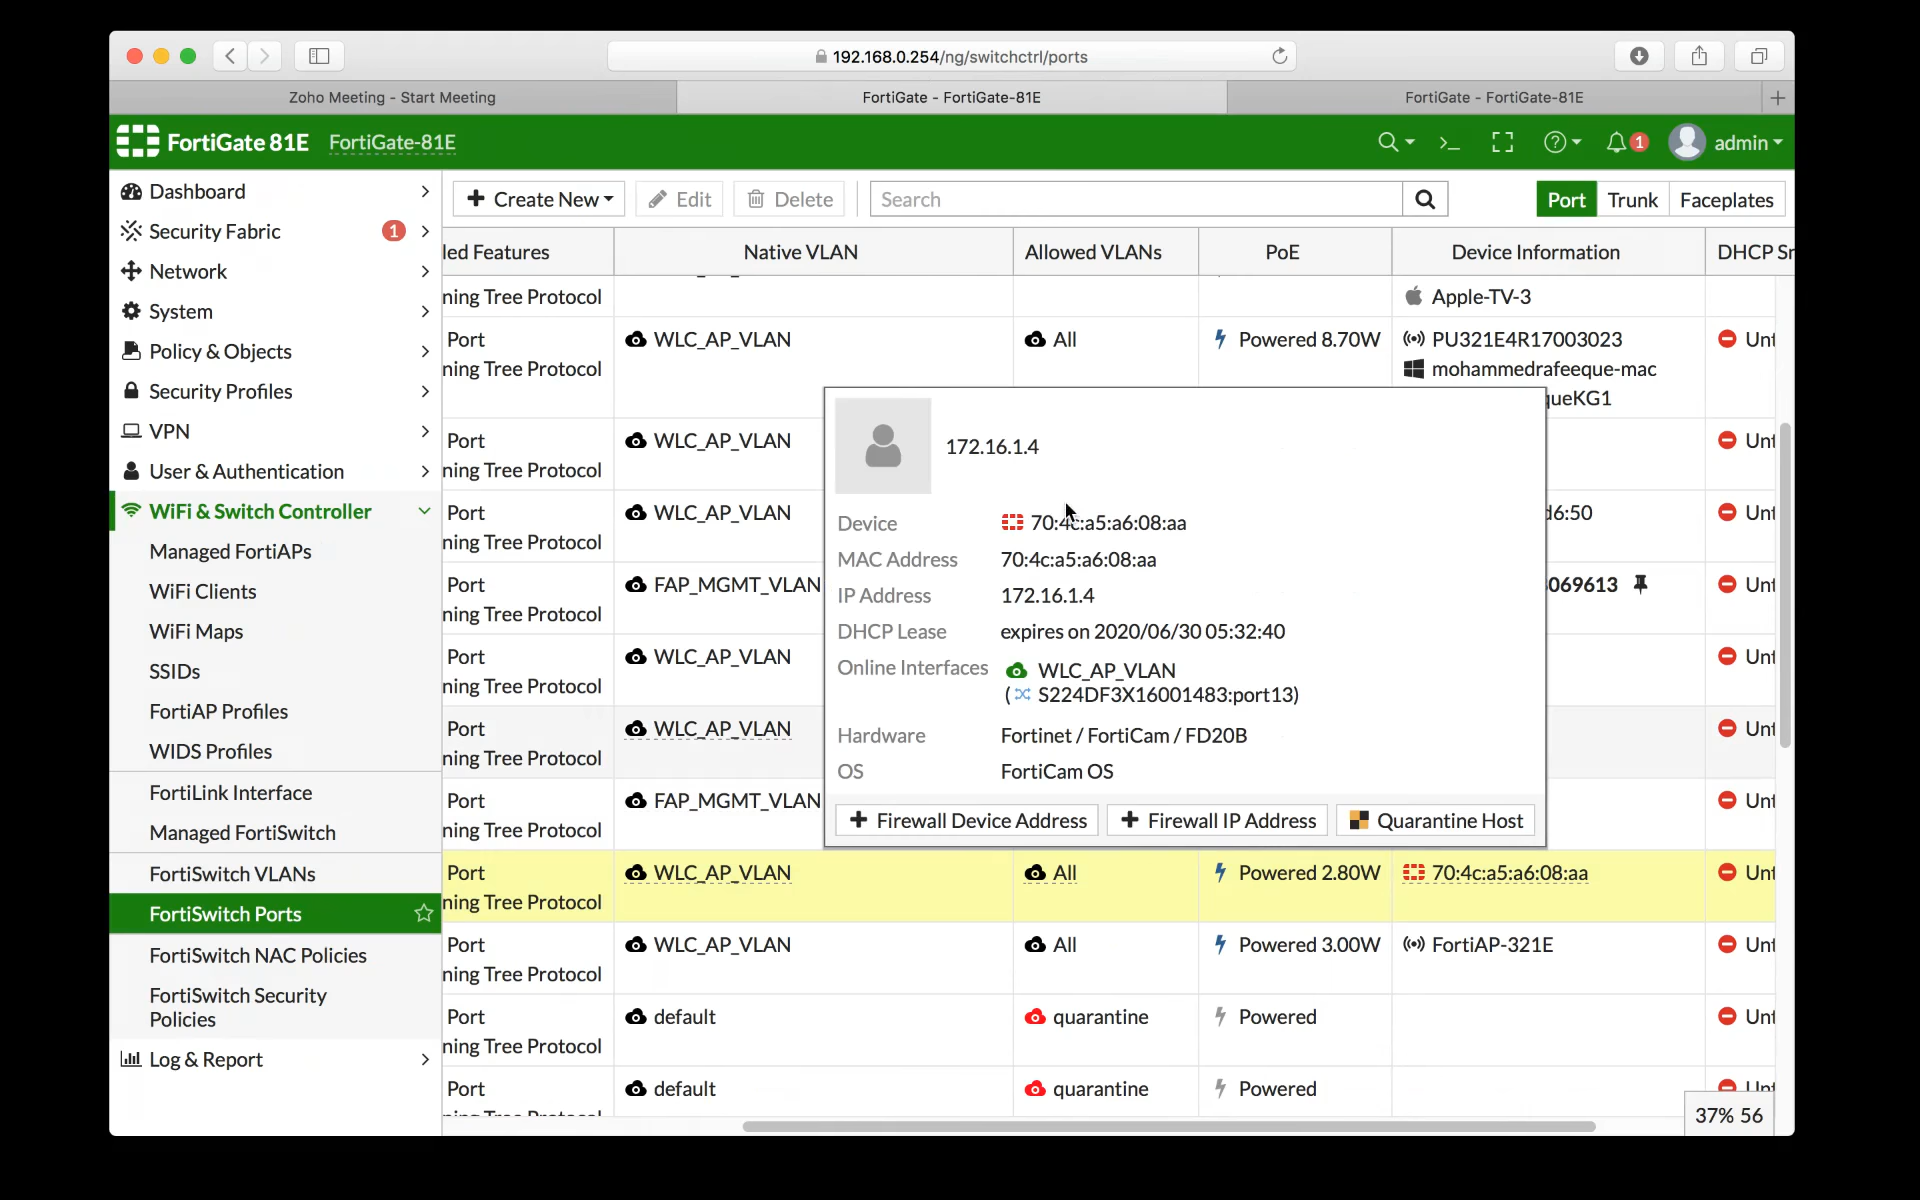 192.168.0.254/ng/switchctrl/ports
Zoho Meeting - Start Meeting
FortiGate - FortiGate-81E
FortiGate - FortiGate-81E
FortiGate 81E
FortiGate-81E
1
admin
Dashboard
Security Fabric
1
Network
System
Policy & Objects
Security Profiles
VPN
User & Authentication
WiFi & Switch Controller
Managed FortiAPs
WiFi Clients
WiFi Maps
SSIDs
FortiAP Profiles
WIDS Profiles
FortiLink Interface
Managed FortiSwitch
FortiSwitch VLANs
FortiSwitch Ports
FortiSwitch NAC Policies
FortiSwitch Security
Policies
Log & Report
Create New
Edit
Delete
Search
Port
Trunk
Faceplates
led Features
Native VLAN
Allowed VLANs
PoE
Device Information
DHCP Sn
ning Tree Protocol
Apple-TV-3
Port
WLC_AP_VLAN
All
Powered 8.70W
PU321E4R17003023
Unt
ning Tree Protocol
mohammedrafeeque-mac
queKG1
Port
WLC_AP_VLAN
Unt
ning Tree Protocol
Port
WLC_AP_VLAN
d6:50
Unt
ning Tree Protocol
Port
FAP_MGMT_VLAN
069613
Unt
ning Tree Protocol
Port
WLC_AP_VLAN
Unt
ning Tree Protocol
Port
WLC_AP_VLAN
Unt
ning Tree Protocol
Port
FAP_MGMT_VLAN
Unt
ning Tree Protocol
172.16.1.4
Device
70:4c:a5:a6:08:aa
MAC Address
70:4c:a5:a6:08:aa
IP Address
172.16.1.4
DHCP Lease
expires on 2020/06/30 05:32:40
Online Interfaces
WLC_AP_VLAN
( S224DF3X16001483:port13)
Hardware
Fortinet / FortiCam / FD20B
OS
FortiCam OS
Firewall Device Address
Firewall IP Address
Quarantine Host
Port
WLC_AP_VLAN
All
Powered 2.80W
70:4c:a5:a6:08:aa
Unt
ning Tree Protocol
Port
WLC_AP_VLAN
All
Powered 3.00W
FortiAP-321E
Unt
ning Tree Protocol
Port
default
quarantine
Powered
Unt
ning Tree Protocol
Port
default
quarantine
Powered
37% 56